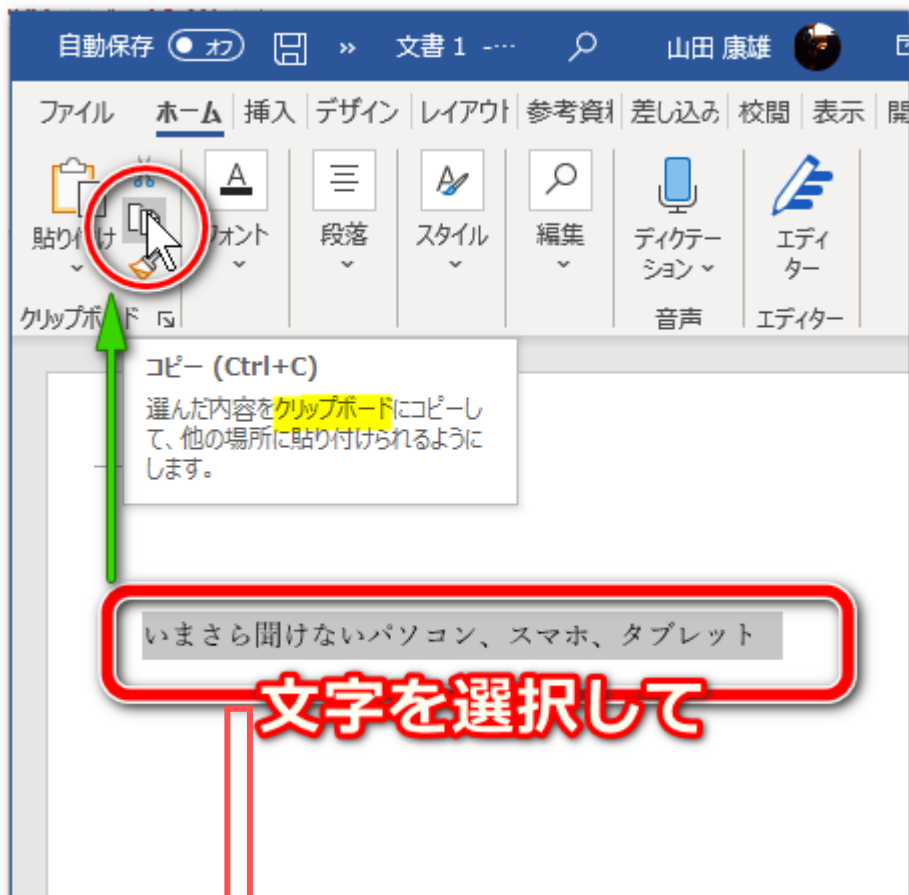 自動保存 オフ 文書 1 -… 山田 康雄
ファイル ホーム 挿入 デザイン レイアウト 参考資料 差し込み 校閲 表示 開
貼り付け フォント 段落 スタイル 編集 ディクテー エディ
ション ター
クリップボード 音声 エディター
コピー (Ctrl+C)
選んだ内容をクリップボードにコピーし
て、他の場所に貼り付けられるように
します。
いまさら聞けないパソコン、スマホ、タブレット
文字を選択して